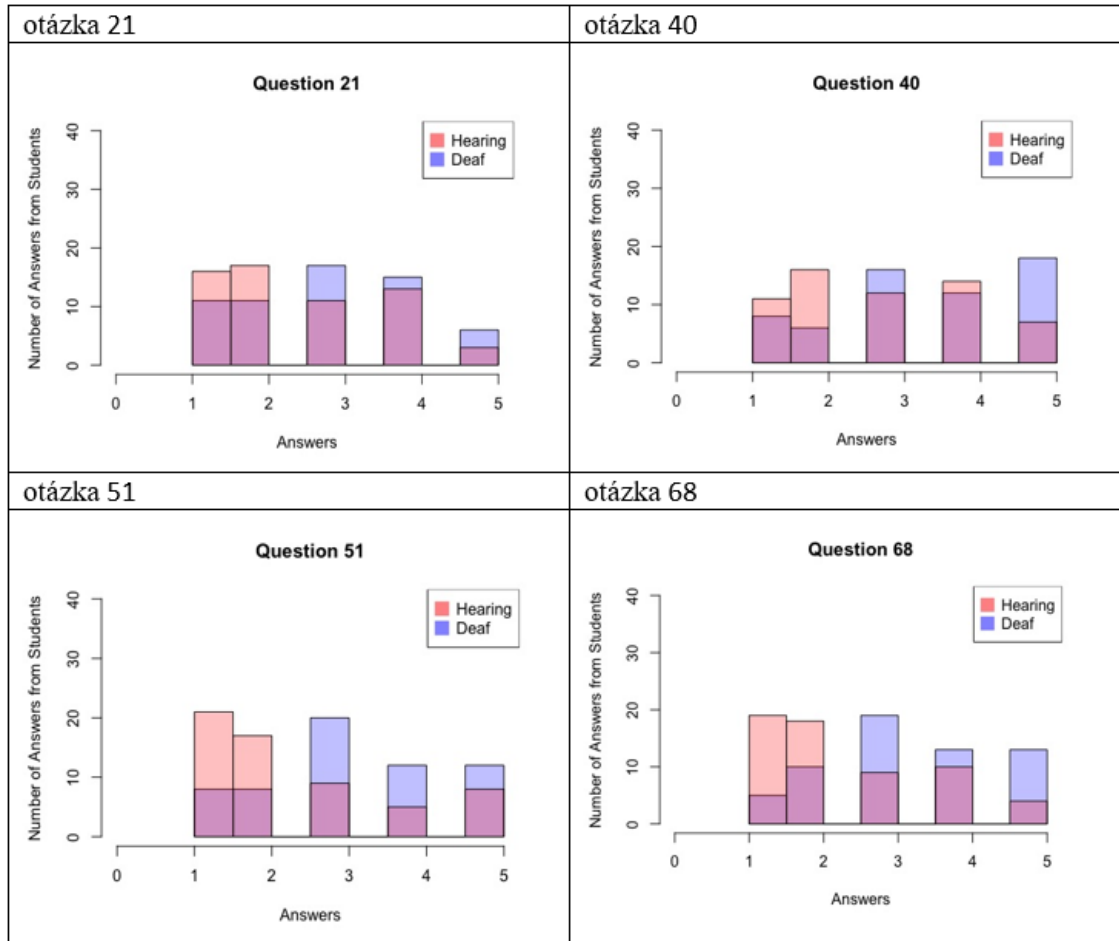 otázka 21
Question 21
Number of Answers from Students
40
30
20
10
0
Hearing
Deaf
0 1 2 3 4 5
Answers
otázka 40
Question 40
Number of Answers from Students
40
30
20
10
0
Hearing
Deaf
0 1 2 3 4 5
Answers
otázka 51
Question 51
Number of Answers from Students
40
30
20
10
0
Hearing
Deaf
0 1 2 3 4 5
Answers
otázka 68
Question 68
Number of Answers from Students
40
30
20
10
0
Hearing
Deaf
0 1 2 3 4 5
Answers